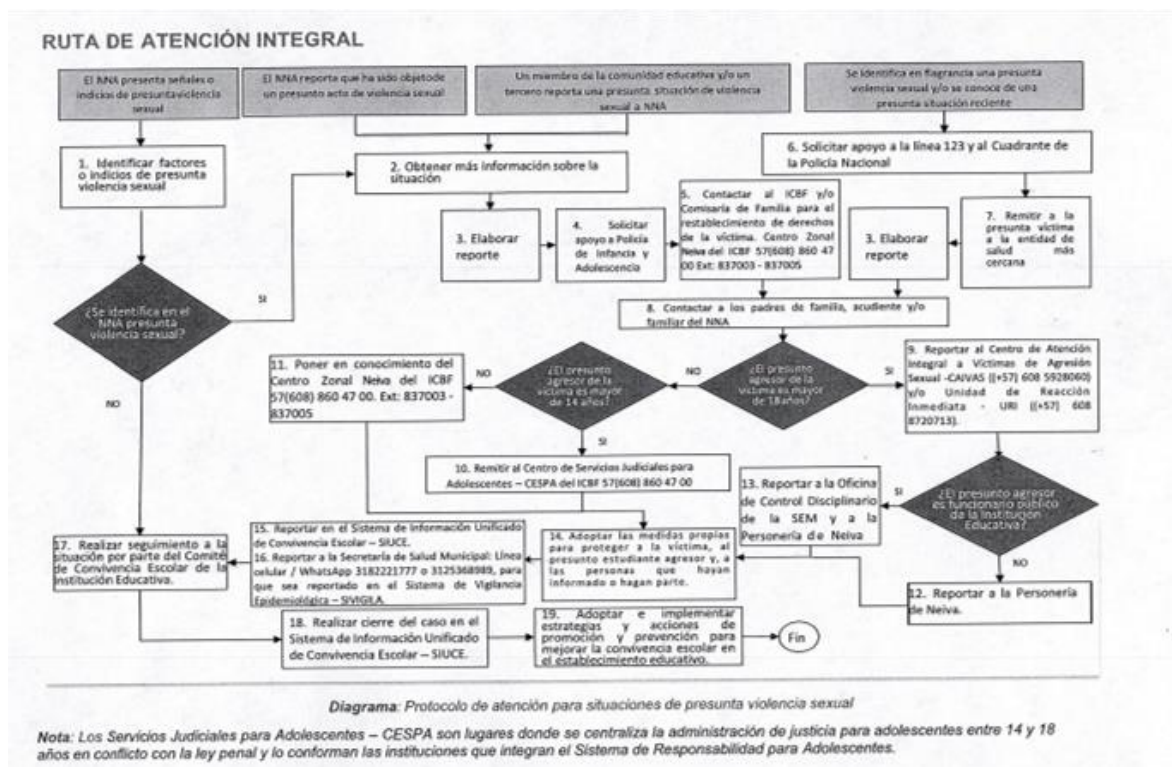 RUTA DE ATENCIÓN INTEGRAL
El NNA presenta señales o
indicios de presunta violencia
sexual
El NNA reporta que ha sido objeto de
un presunto acto de violencia sexual
Un miembro de la comunidad educativa y/o un
tercero reporta una presunta situación de violencia
sexual a NNA
Se identifica en flagrancia una presunta
violencia sexual y/o se conoce de una
presunta situación reciente
1. Identificar factores
o indicios de presunta
violencia sexual
2. Obtener más información sobre la
situación
6. Solicitar apoyo a la línea 123 y al Cuadrante de
la Policía Nacional
3. Elaborar
reporte
4. Solicitar
apoyo a Policía
de Infancia y
Adolescencia
5. Contactar al ICBF y/o
Comisaría de Familia para el
restablecimiento de derechos
de la víctima. Centro Zonal
Neiva del ICBF 57(608) 860 47
00 Ext: 837003 - 837005
3. Elaborar
reporte
7. Remitir a la
presunta víctima
a la entidad de
salud más
cercana
¿Se identifica en el
NNA presunta
violencia sexual?
SI
NO
8. Contactar a los padres de familia, acudiente y/o
familiar del NNA
11. Poner en conocimiento del
Centro Zonal Neiva del ICBF
57(608) 860 47 00. Ext: 837003 -
837005
NO
¿El presunto
agresor de la
víctima es mayor
de 14 años?
NO
¿El presunto
agresor de la
víctima es mayor
de 18 años?
SI
9. Reportar al Centro de Atención
Integral a Víctimas de Agresión
Sexual -CAIVAS ((+57) 608 5928060)
y/o Unidad de Reacción
Inmediata - URI ((+57) 608
8720713).
SI
10. Remitir al Centro de Servicios Judiciales para
Adolescentes – CESPA del ICBF 57(608) 860 47 00
13. Reportar a la Oficina
de Control Disciplinario
de la SEM y a la
Personería de Neiva
SI
¿El presunto agresor
es funcionario público
de la Institución
Educativa?
NO
17. Realizar seguimiento a la
situación por parte del Comité
de Convivencia Escolar de la
Institución Educativa.
15. Reportar en el Sistema de Información Unificado
de Convivencia Escolar – SIUCE.
16. Reportar a la Secretaría de Salud Municipal: Línea
celular / WhatsApp 3182221777 o 3125368989, para
que sea reportado en el Sistema de Vigilancia
Epidemiológica – SIVIGILA.
14. Adoptar las medidas propias
para proteger a la víctima, al
presunto estudiante agresor y, a
las personas que hayan
informado o hagan parte.
12. Reportar a la Personería
de Neiva.
18. Realizar cierre del caso en el
Sistema de Información Unificado
de Convivencia Escolar – SIUCE.
19. Adoptar e implementar
estrategias y acciones de
promoción y prevención para
mejorar la convivencia escolar en
el establecimiento educativo.
Fin
Diagrama: Protocolo de atención para situaciones de presunta violencia sexual
Nota: Los Servicios Judiciales para Adolescentes – CESPA son lugares donde se centraliza la administración de justicia para adolescentes entre 14 y 18
años en conflicto con la ley penal y lo conforman las instituciones que integran el Sistema de Responsabilidad para Adolescentes.